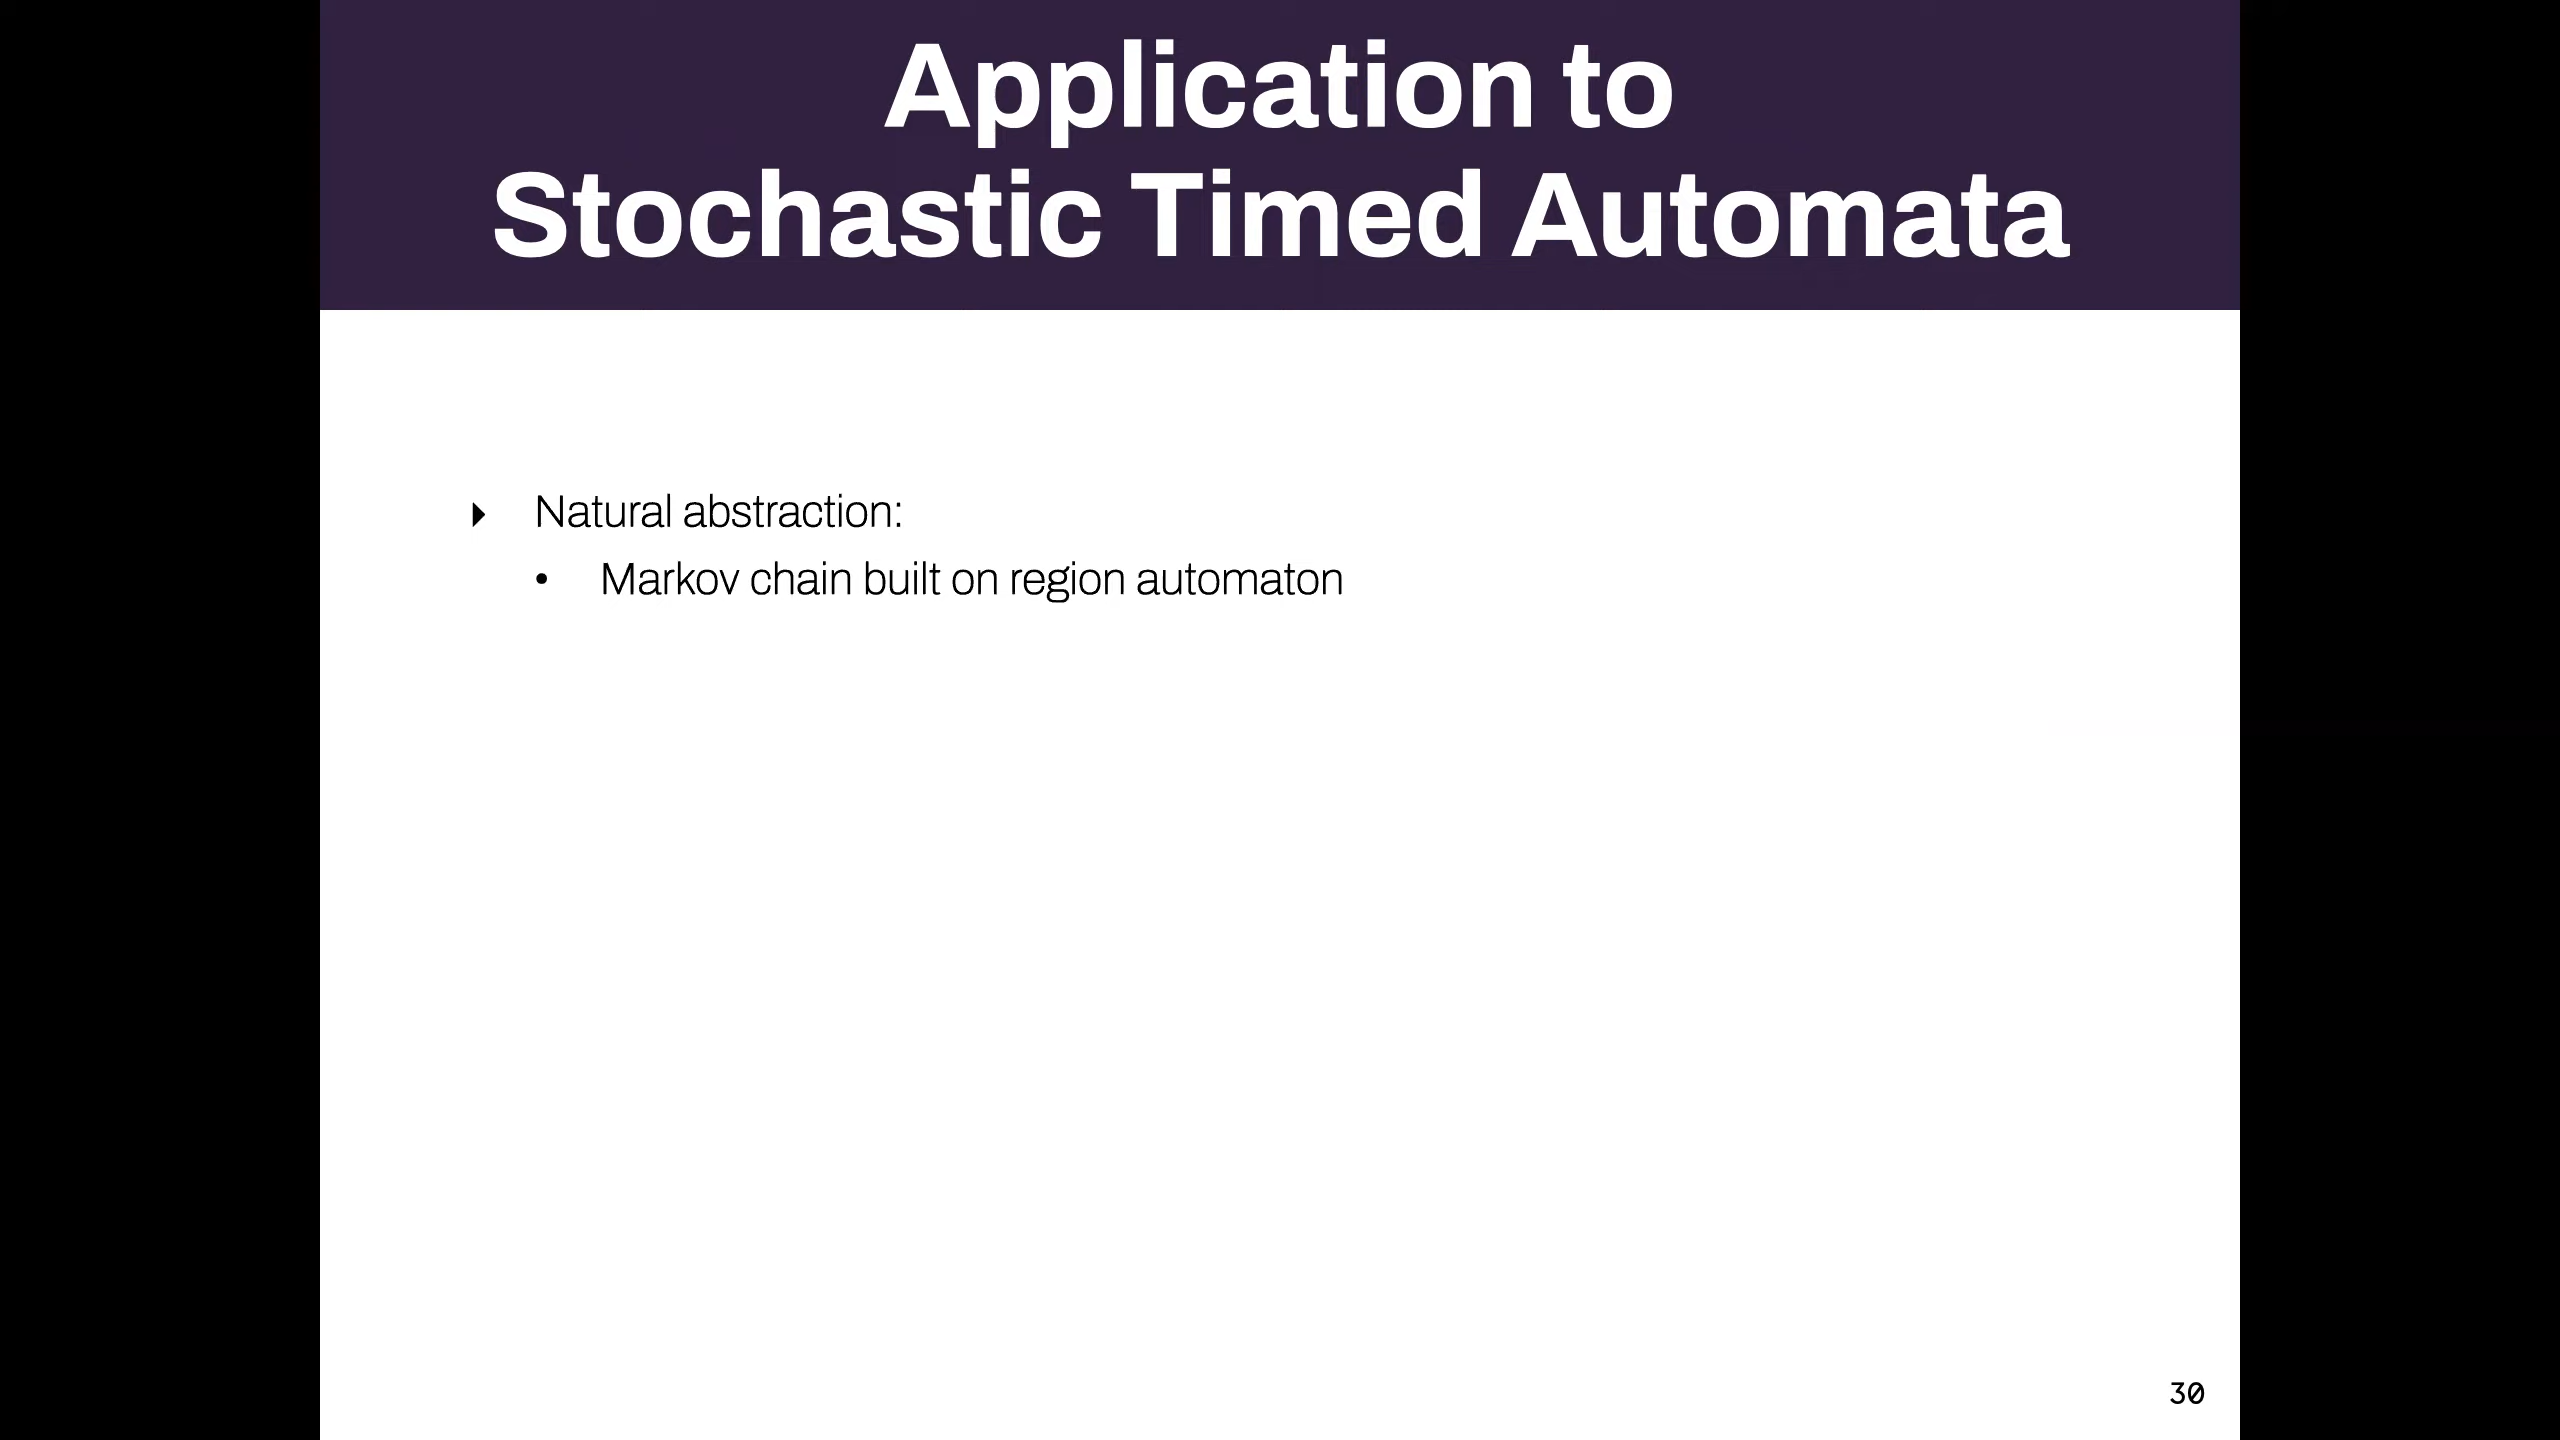 Application to
Stochastic Timed Automata
‣ Natural abstraction:
• Markov chain built on region automaton
30